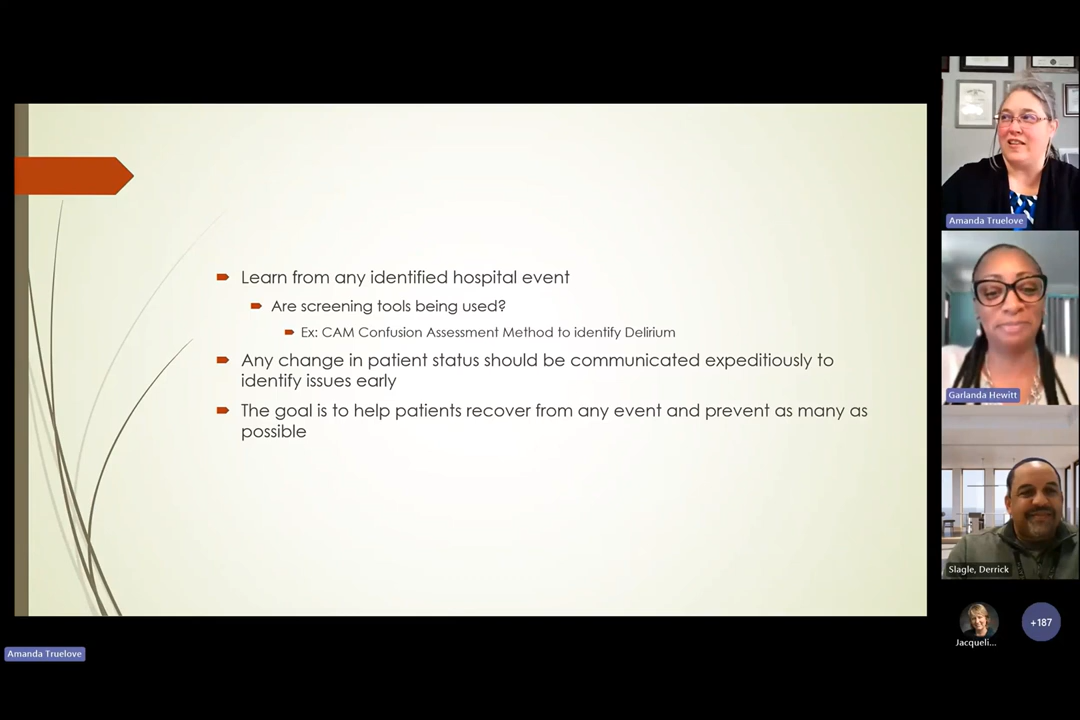 Learn from any identified hospital event
Are screening tools being used?
Ex: CAM Confusion Assessment Method to identify Delirium
Any change in patient status should be communicated expeditiously to
identify issues early
The goal is to help patients recover from any event and prevent as many as
possible
Amanda Truelove
Garlanda Hewitt
Slagle, Derrick
Jacqueli...
+187
Amanda Truelove